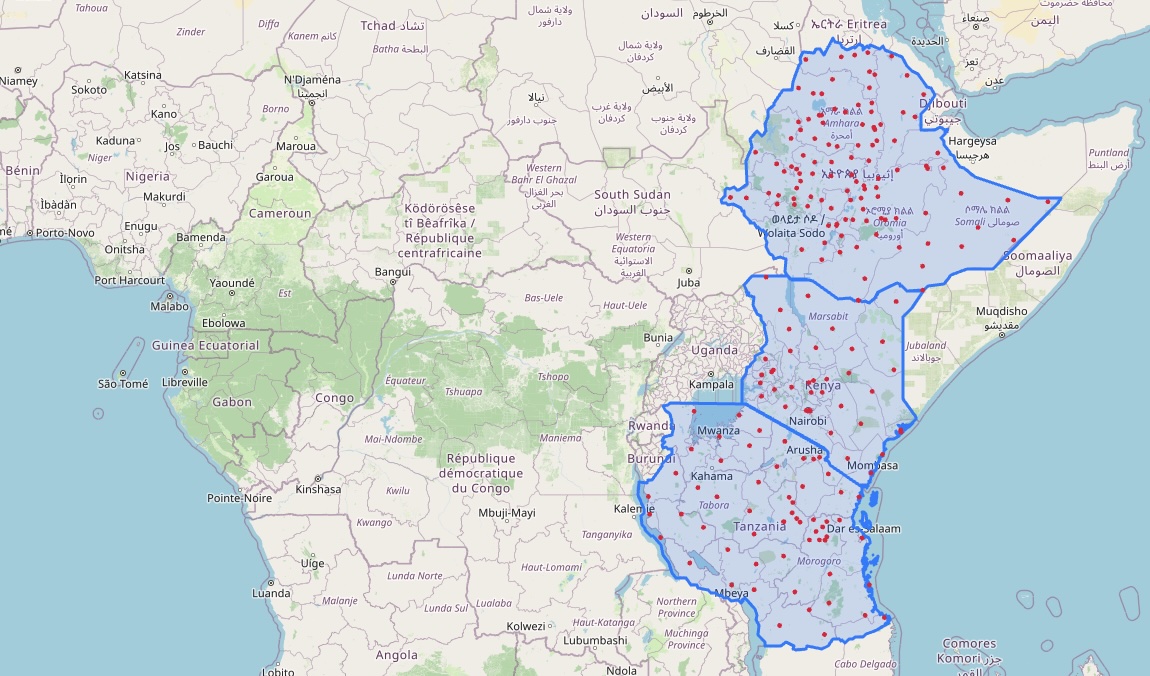 Tahoua
Zinder
Diffa
Kanem كانم
Tchad تشاد
Batha البطحة
ولاية شمال
دارفور
السودان
الخرطوم
كسلا
ኤርትራ Eritrea
إرتريا
صنعاء
محافظة حضرموت
اليمن
Niamey
Katsina
Sokoto
N'Djaména
انجمينا
نيالا
ولاية شمال
كردفان
الأبيض
القضارف
الحديدة
تعز
عدن
Kano
Borno
Maroua
جنوب دارفور
ولاية غرب
كردفان
ولاية جنوب
كردفان
አማራ ክልል
Amhara
أمحرة
Djibouti
جيبوتي
Kaduna
Jos
Bauchi
Niger
Bénin
Nigeria
Ìlorin
Makurdi
Garoua
Western
Bahr El Ghazal
بحر الغزال
الغربي
South Sudan
جنوب السودان
ኢትዮጵያ إثيوبيا
Hargeysa
هرجيسا
Puntland
أرض البنط
Ìbàdàn
Enugu
Cameroun
Ködörösêse
tî Bêafrîka /
République
centrafricaine
ወላይታ ሶዶ /
Wolaita Sodo
ኦሮሚያ ክልል
Oromia
أوروميا
ሶማሌ ክልል
Somali صومالي
Porto-Novo
Onitsha
Bamenda
Western
Equatoria
الاستوائية
الغربية
Soomaaliya
الصومال
Port Harcourt
Yaoundé
Est
Bangui
Juba
Malabo
Ebolowa
Bas-Uele
Haut-Uele
Marsabit
Muqdisho
مقديشو
Guinea Ecuatorial
Bunia
Uganda
Jubaland
جوبالاند
São Tomé
Libreville
Gabon
Congo
Équateur
Tshuapa
Tshopo
Kampala
Kenya
Nairobi
Mai-Ndombe
Maniema
Rwanda
Mwanza
Burundi
Arusha
Mombasa
République
démocratique
du Congo
Kahama
Pointe-Noire
Kinshasa
Kwilu
Mbuji-Mayi
Kalemie
Tabora
Kwango
Tanganyika
Tanzania
Dar es-Salaam
Uíge
Lunda Norte
Haut-Lomami
Morogoro
Luanda
Malanje
Lunda Sul
Lualaba
Northern
Province
Mbeya
Kolwezi
Haut-Katanga
Lubumbashi
Muchinga
Province
Comores
Komori جزر
القمر
Lobito
Angola
Ndola
Cabo Delgado